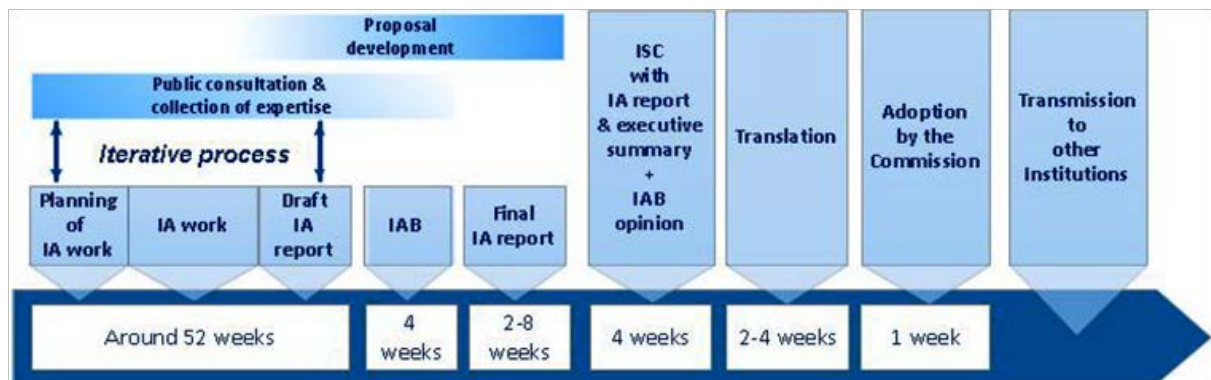 Proposal
development
Public consultation &
collection of expertise
Iterative process
Planning
of
IA work
IA work
Draft
IA
report
IAB
Final
IA report
ISC
with
IA report
& executive
summary
+
IAB
opinion
Translation
Adoption
by the
Commission
Transmission
to
other
Institutions
Around 52 weeks
4
weeks
2-8
weeks
4 weeks
2-4 weeks
1 week